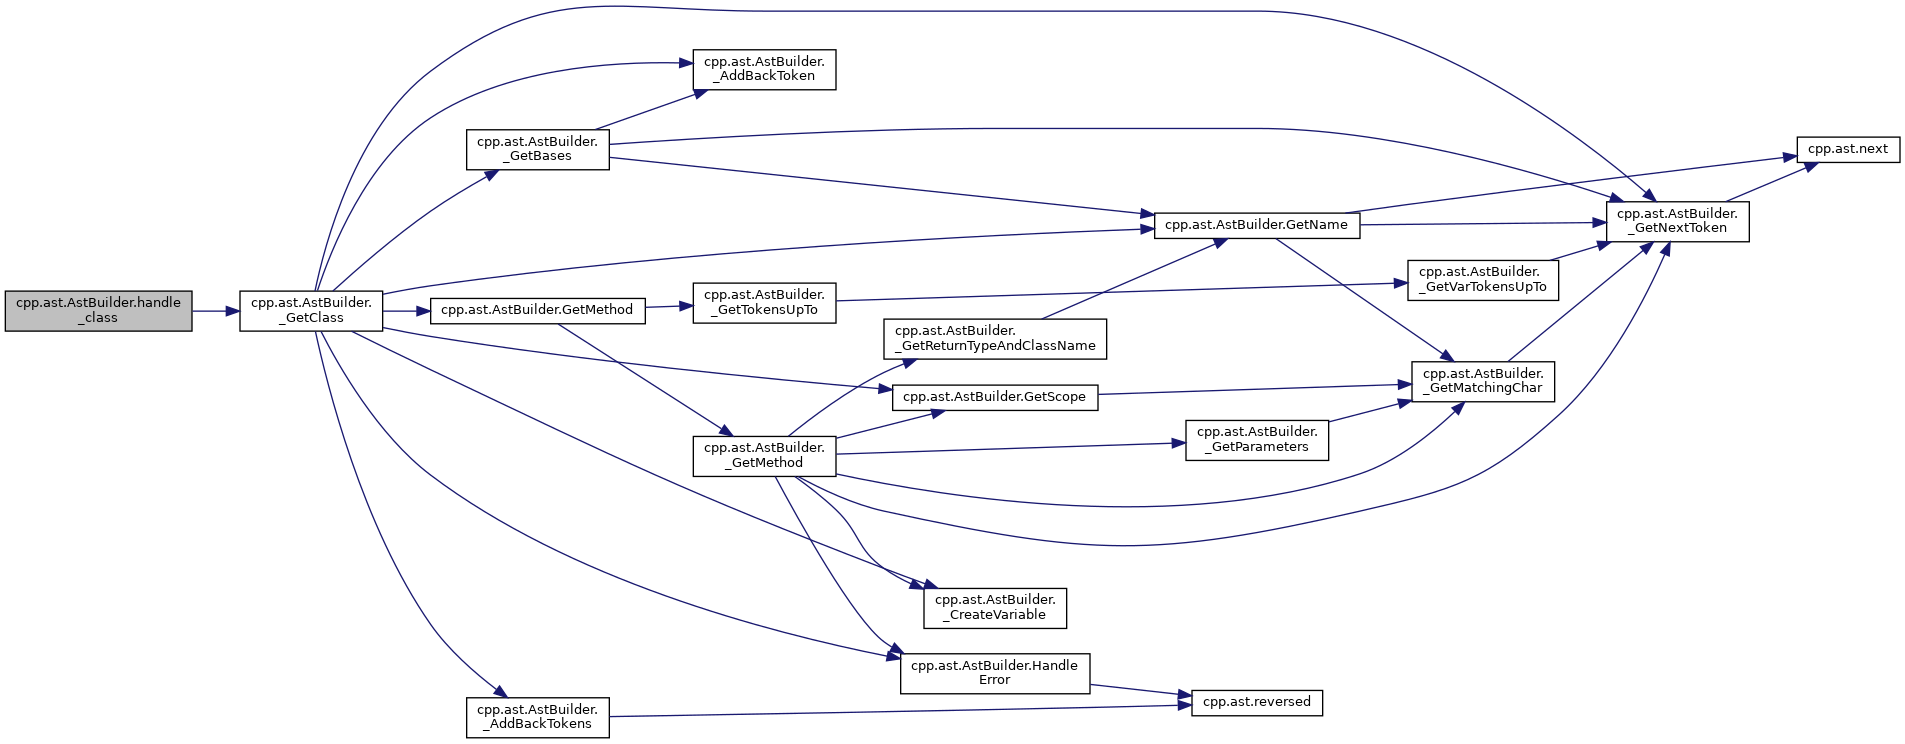 cpp.ast.AstBuilder.handle
_class
cpp.ast.AstBuilder.
_GetClass
cpp.ast.AstBuilder.
_GetBases
cpp.ast.AstBuilder.GetMethod
cpp.ast.AstBuilder.
_AddBackTokens
cpp.ast.AstBuilder.
_AddBackToken
cpp.ast.AstBuilder.
_GetTokensUpTo
cpp.ast.AstBuilder.
_GetMethod
cpp.ast.AstBuilder.
_GetReturnTypeAndClassName
cpp.ast.AstBuilder.GetScope
cpp.ast.AstBuilder.
_CreateVariable
cpp.ast.AstBuilder.Handle
Error
cpp.ast.AstBuilder.GetName
cpp.ast.AstBuilder.
_GetParameters
cpp.ast.reversed
cpp.ast.AstBuilder.
_GetVarTokensUpTo
cpp.ast.AstBuilder.
_GetMatchingChar
cpp.ast.AstBuilder.
_GetNextToken
cpp.ast.next